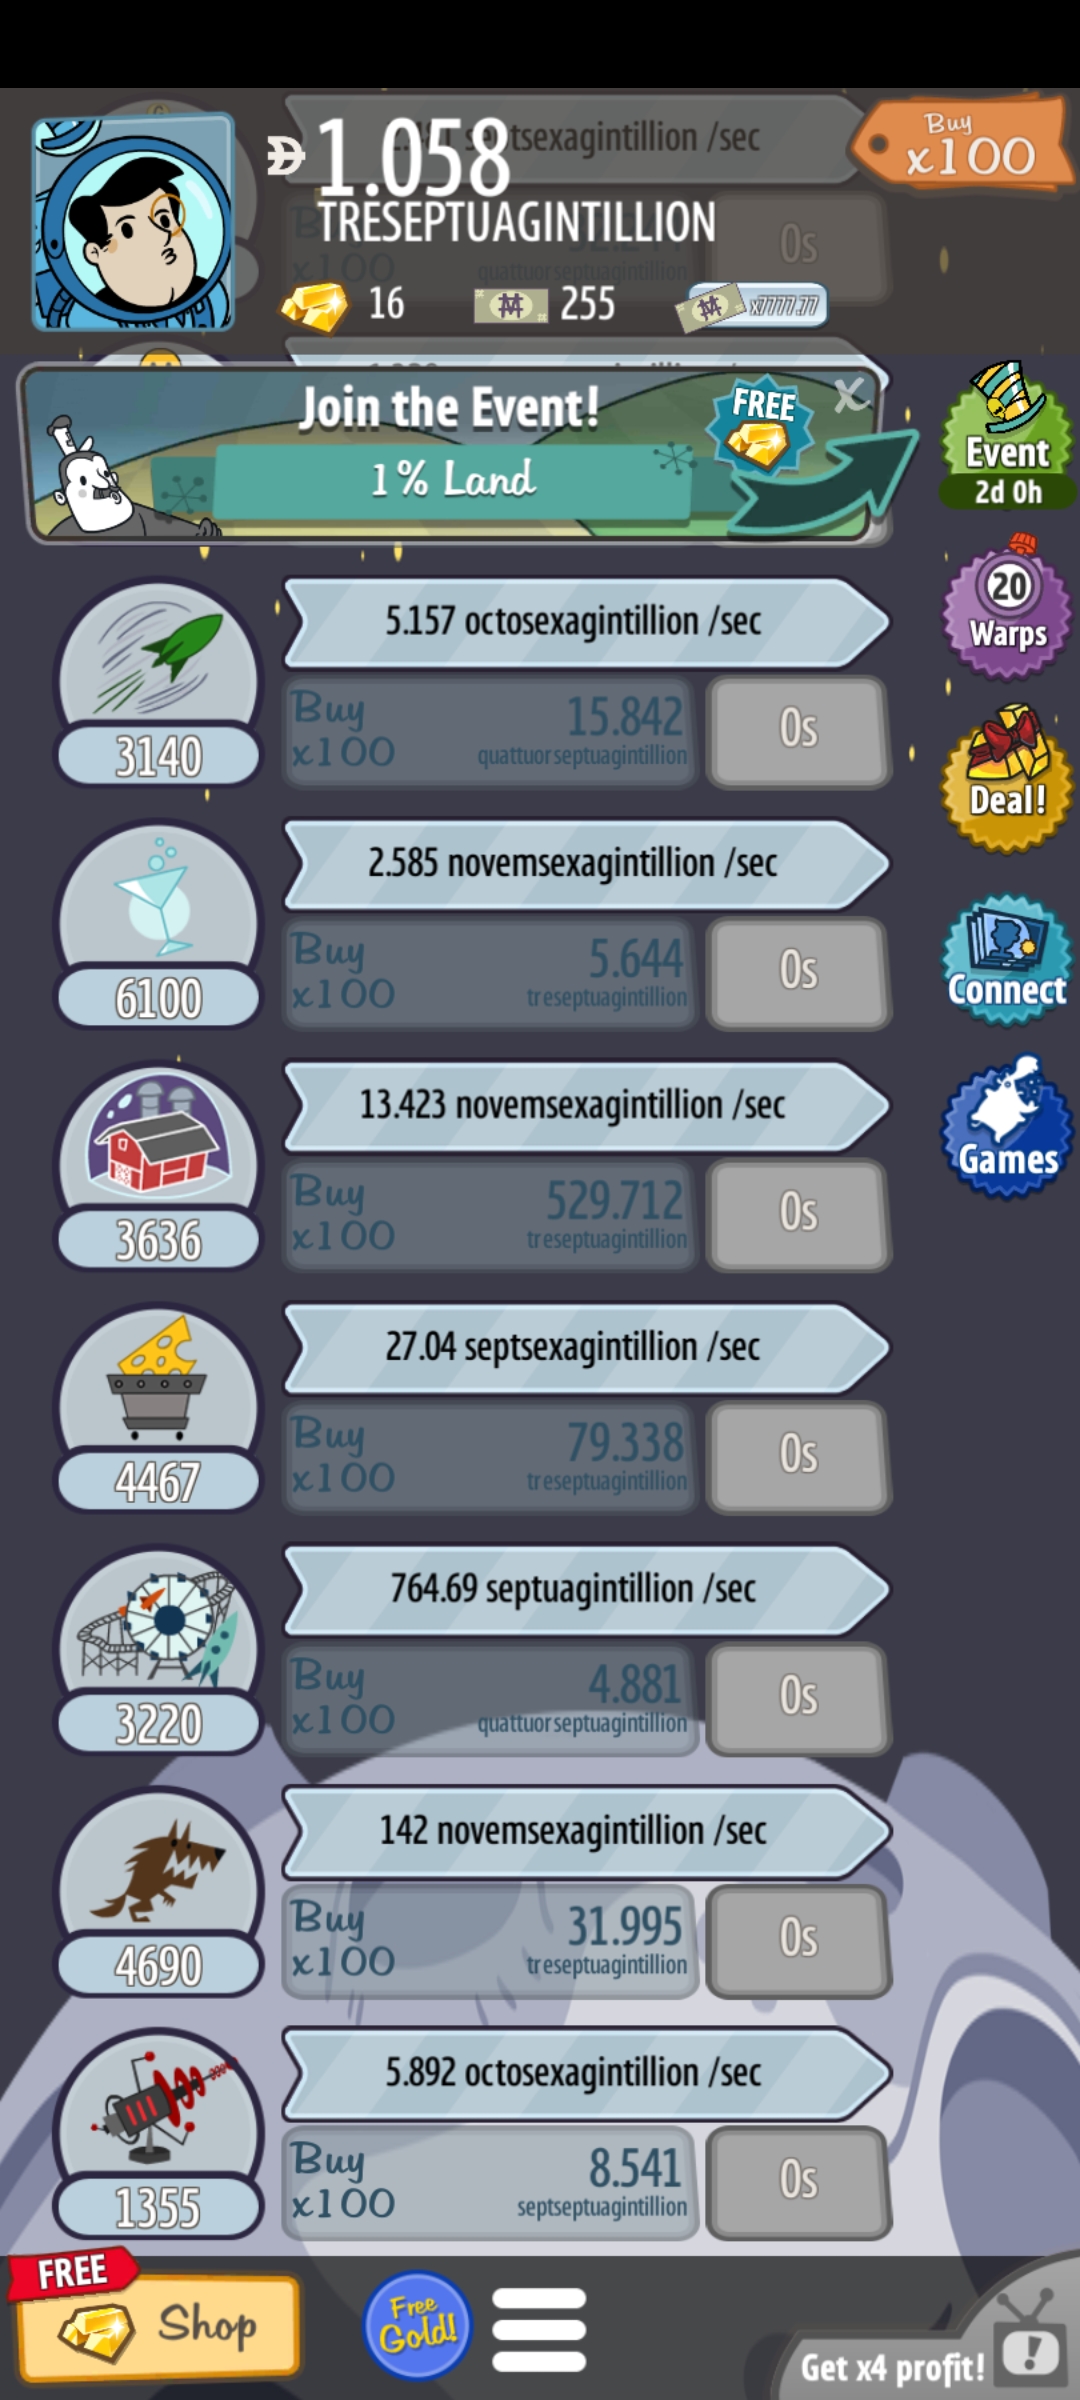 septsexagintillion /sec
1.058
TRESEPTUAGINTILLION
Buy
x100
0s
x100
quattuorseptuagintillion
16
255
x7777.77
Join the Event!
1% Land
FREE
X
Event
2d 0h
20
Warps
Deal!
Connect
Games
5.157 octosexagintillion /sec
Buy
x100
15.842
quattuorseptuagintillion
0s
3140
2.585 novemsexagintillion /sec
Buy
x100
5.644
treseptuagintillion
0s
6100
13.423 novemsexagintillion /sec
Buy
x100
529.712
treseptuagintillion
0s
3636
27.04 septsexagintillion /sec
Buy
x100
79.338
treseptuagintillion
0s
4467
764.69 septuagintillion /sec
Buy
x100
4.881
quattuorseptuagintillion
0s
3220
142 novemsexagintillion /sec
Buy
x100
31.995
treseptuagintillion
0s
4690
5.892 octosexagintillion /sec
Buy
x100
8.541
septseptuagintillion
0s
1355
FREE
Shop
Free
Gold!
Get x4 profit!